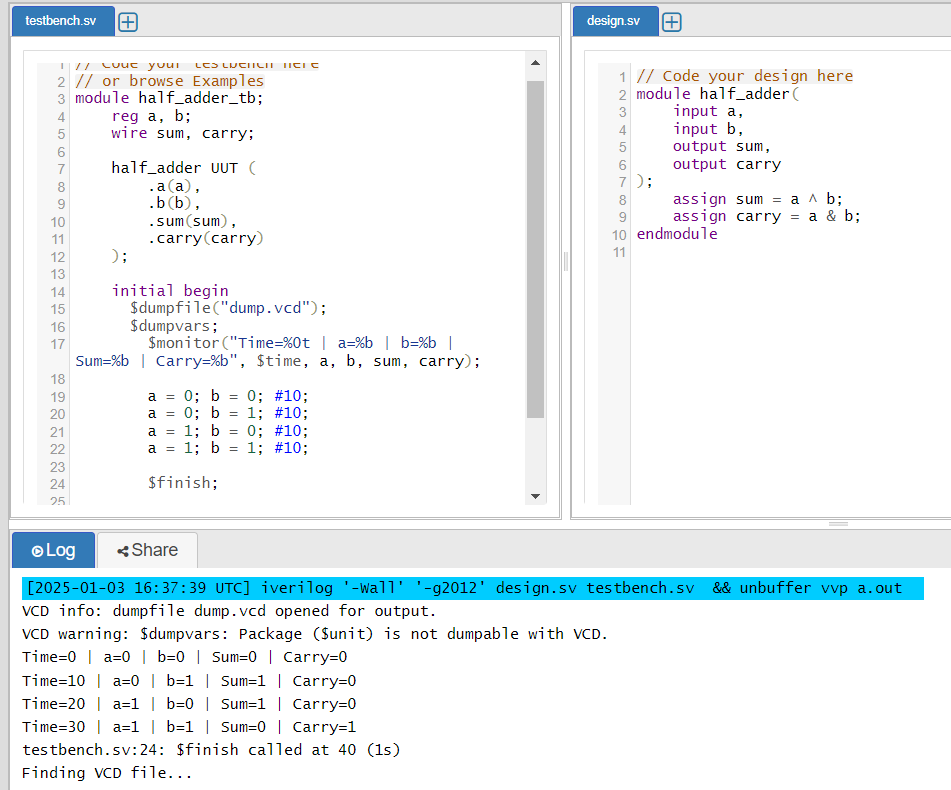 testbench.sv
1 // Code your testbench here
2 // or browse Examples
3 module half_adder_tb;
4 reg a, b;
5 wire sum, carry;
6
7 half_adder UUT (
8 .a(a),
9 .b(b),
10 .sum(sum),
11 .carry(carry)
12 );
13
14 initial begin
15 $dumpfile("dump.vcd");
16 $dumpvars;
17 $monitor("Time=%0t | a=%b | b=%b |
Sum=%b | Carry=%b", $time, a, b, sum, carry);
18
19 a = 0; b = 0; #10;
20 a = 0; b = 1; #10;
21 a = 1; b = 0; #10;
22 a = 1; b = 1; #10;
23
24 $finish;
25
design.sv
1 // Code your design here
2 module half_adder(
3 input a,
4 input b,
5 output sum,
6 output carry
7 );
8 assign sum = a ^ b;
9 assign carry = a & b;
10 endmodule
11
Log
Share
[2025-01-03 16:37:39 UTC] iverilog '-Wall' '-g2012' design.sv testbench.sv && unbuffer vvp a.out
VCD info: dumpfile dump.vcd opened for output.
VCD warning: $dumpvars: Package ($unit) is not dumpable with VCD.
Time=0 | a=0 | b=0 | Sum=0 | Carry=0
Time=10 | a=0 | b=1 | Sum=1 | Carry=0
Time=20 | a=1 | b=0 | Sum=1 | Carry=0
Time=30 | a=1 | b=1 | Sum=0 | Carry=1
testbench.sv:24: $finish called at 40 (1s)
Finding VCD file...